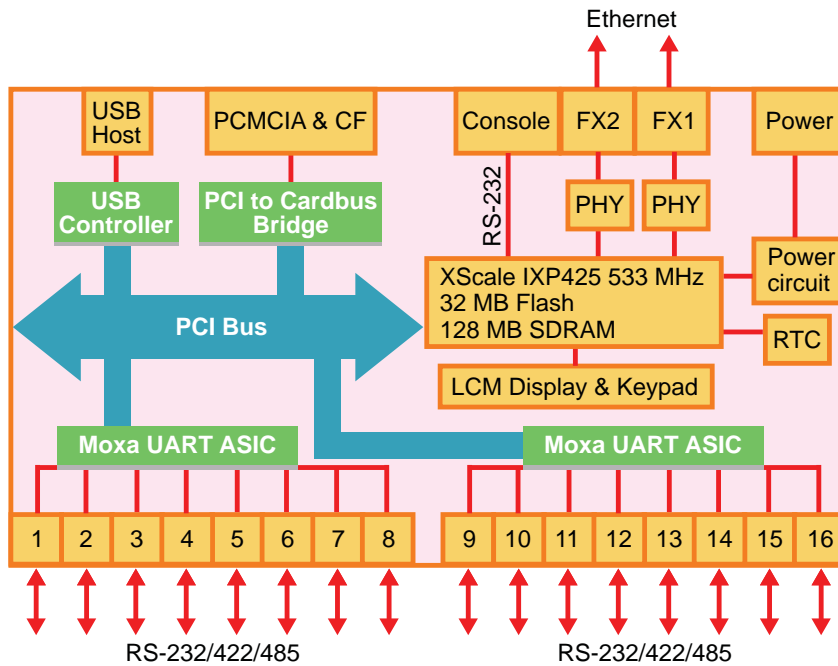 Ethernet
USB
Host
PCMCIA & CF
Console
FX2
FX1
Power
RS-232
USB
Controller
PCI to Cardbus
Bridge
PHY
PHY
Power
circuit
XScale IXP425 533 MHz
32 MB Flash
128 MB SDRAM
PCI Bus
RTC
LCM Display & Keypad
Moxa UART ASIC
Moxa UART ASIC
1 2 3 4 5 6 7 8
9 10 11 12 13 14 15 16
RS-232/422/485
RS-232/422/485